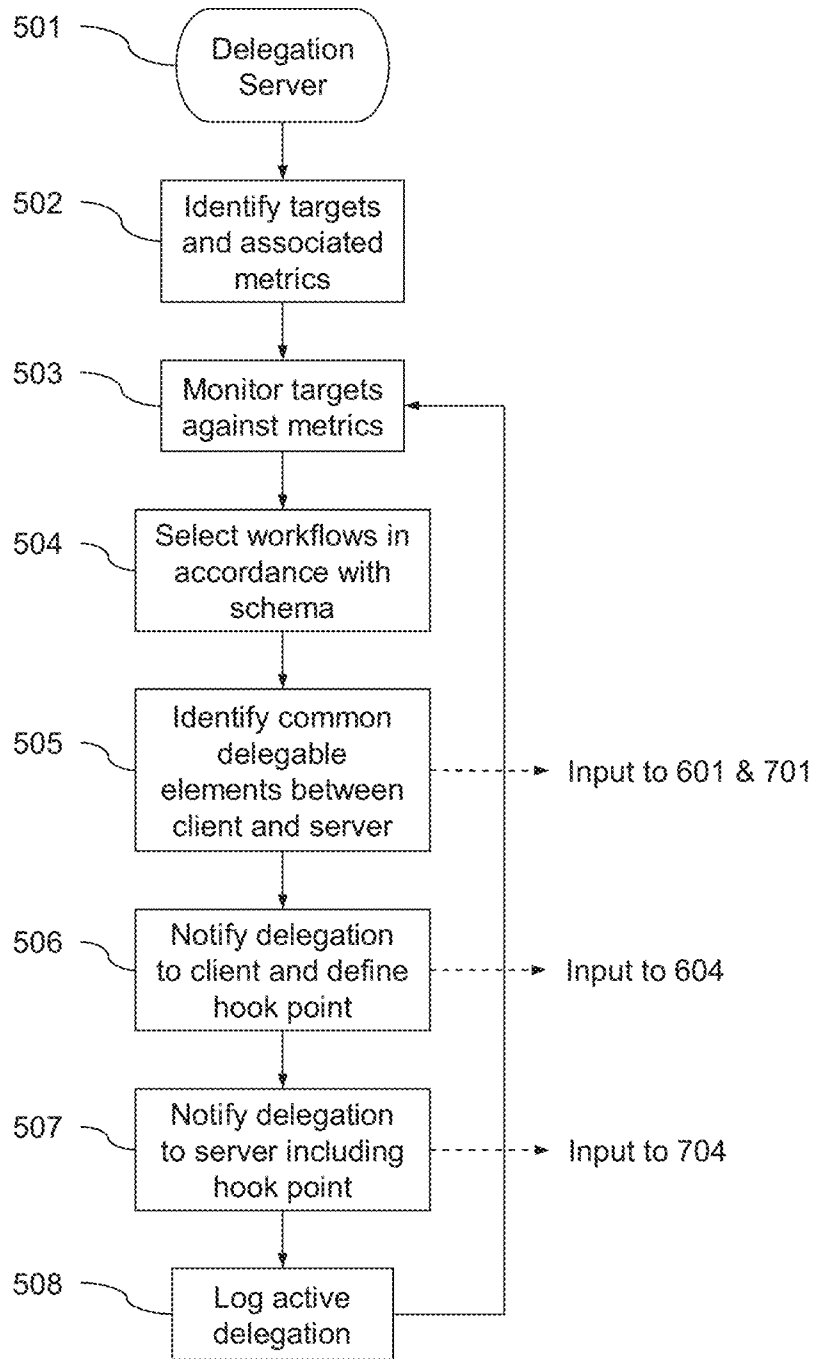 501
Delegation
Server
502
Identify targets
and associated
metrics
503
Monitor targets
against metrics
504
Select workflows in
accordance with
schema
505
Identify common
delegable
elements between
client and server
Input to 601 & 701
506
Notify delegation
to client and define
hook point
Input to 604
507
Notify delegation
to server including
hook point
Input to 704
508
Log active
delegation